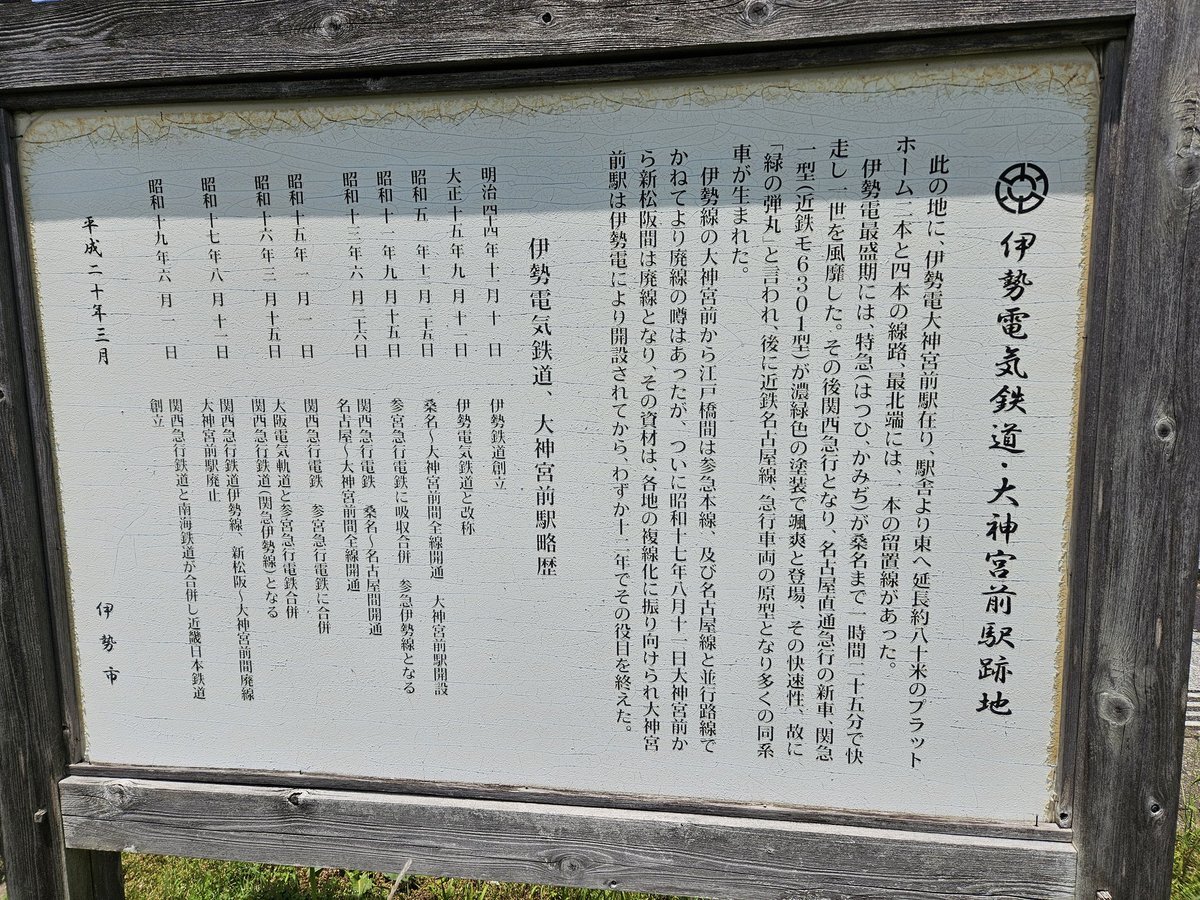 伊勢電気鉄道・大神宮前駅跡地
此の地に、伊勢電大神宮前駅在り、駅舎より東へ延長約八十米のプラット
ホーム二本と四本の線路、最北端には、一本の留置線があった。
伊勢電最盛期には、特急(はつひ、かみぢ)が桑名まで一時間二十五分で快
走し一世を風靡した。その後関西急行となり、名古屋直通急行の新車、関急
一型(近鉄モ6301型)が濃緑色の塗装で颯爽と登場、その快速性、故に
「緑の弾丸」と言われ、後に近鉄名古屋線、急行車両の原型となり多くの同系
車が生まれた。
伊勢線の大神宮前から江戸橋間は参急本線、及び名古屋線と並行路線で
かねてより廃線の噂はあったが、ついに昭和十七年八月十一日大神宮前か
ら新松阪間は廃線となり、その資材は、各地の複線化に振り向けられ大神宮
前駅は伊勢電により開設されてから、わずか十一年でその役目を終えた。
伊勢電気鉄道、大神宮前駅略歴
明治四十四年十一月十日 伊勢鉄道創立
大正十五年九月十一日 伊勢電気鉄道と改称
昭和五年十二月二十五日 桑名〜大神宮前間全線開通 大神宮前駅開設
昭和十一年九月十五日 参宮急行電鉄に吸収合併 参急伊勢線となる
昭和十三年六月二十六日 関西急行電鉄 桑名〜名古屋間開通
名古屋〜大神宮前間全線開通
昭和十五年一月一日 関西急行電鉄 参宮急行電鉄に合併
昭和十六年三月十五日 大阪電気軌道と参宮急行電鉄合併
関西急行鉄道(関急伊勢線)となる
昭和十七年八月十一日 関西急行鉄道伊勢線、新松阪〜大神宮前間廃線
大神宮前駅廃止
昭和十九年六月一日 関西急行鉄道と南海鉄道が合併し近畿日本鉄道
創立
平成二十年三月 伊勢市